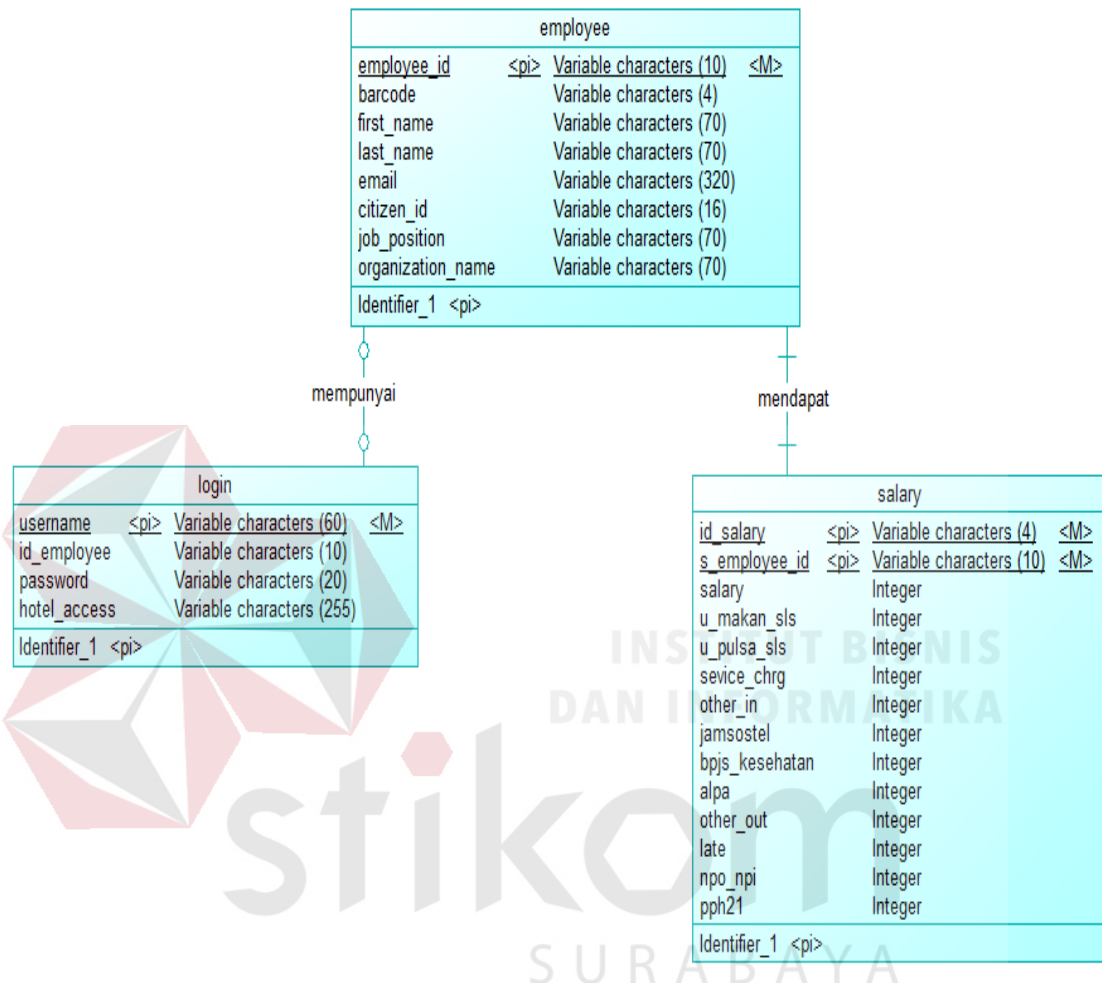 employee
employee_id <pi> Variable characters (10) <M>
barcode Variable characters (4)
first_name Variable characters (70)
last_name Variable characters (70)
email Variable characters (320)
citizen_id Variable characters (16)
job_position Variable characters (70)
organization_name Variable characters (70)
Identifier_1 <pi>
mempunyai
mendapat
login
username <pi> Variable characters (60) <M>
id_employee Variable characters (10)
password Variable characters (20)
hotel_access Variable characters (255)
Identifier_1 <pi>
salary
id_salary <pi> Variable characters (4) <M>
s_employee_id <pi> Variable characters (10) <M>
salary Integer
u_makan_sls Integer
u_pulsa_sls Integer
sevice_chrg Integer
other_in Integer
jamsostel Integer
bpjs_kesehatan Integer
alpa Integer
other_out Integer
late Integer
npo_npi Integer
pph21 Integer
Identifier_1 <pi>
INSTITUT BISNIS
DAN INFORMATIKA
stikom
SURABAYA